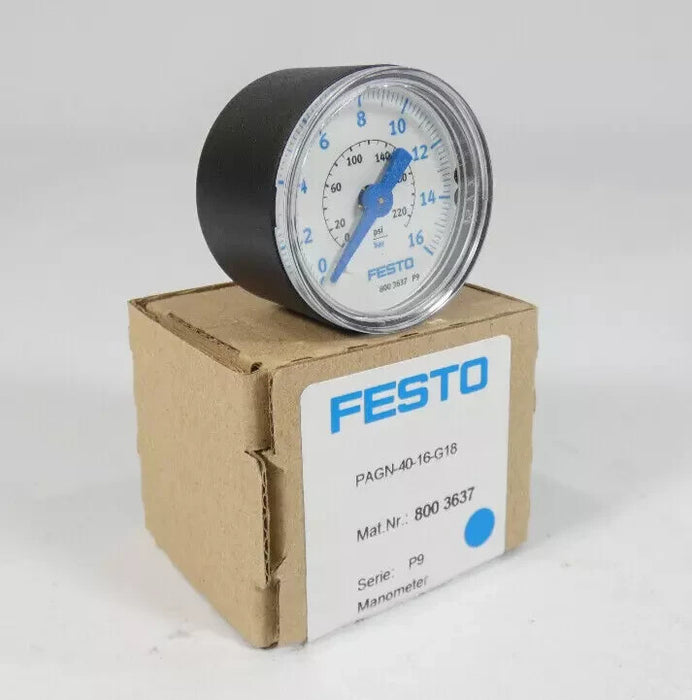 0
2
4
6
8
10
12
14
16
0
20
60
100
140
220
psi
bar
FESTO
800 3637 P9
FESTO
PAGN-40-16-G18
Mat.Nr.: 800 3637
Serie: P9
Manometer